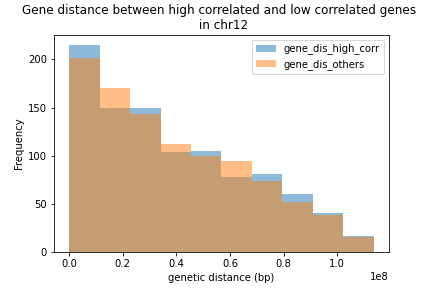 Gene distance between high correlated and low correlated genes
in chr12
gene_dis_high_corr
gene_dis_others
Frequency
200
150
100
50
0
0.0 0.2 0.4 0.6 0.8 1.0
1e8
genetic distance (bp)